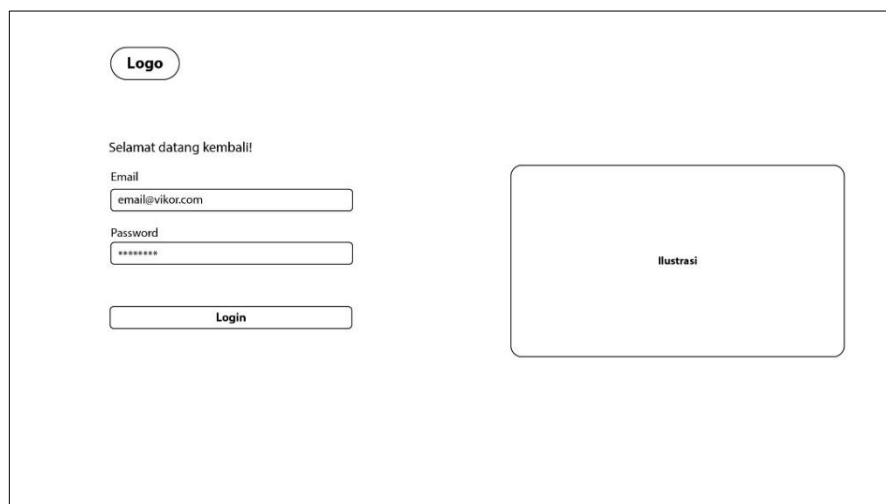 Logo
Selamat datang kembali!
Email
email@vikor.com
Password
********
Login
Ilustrasi